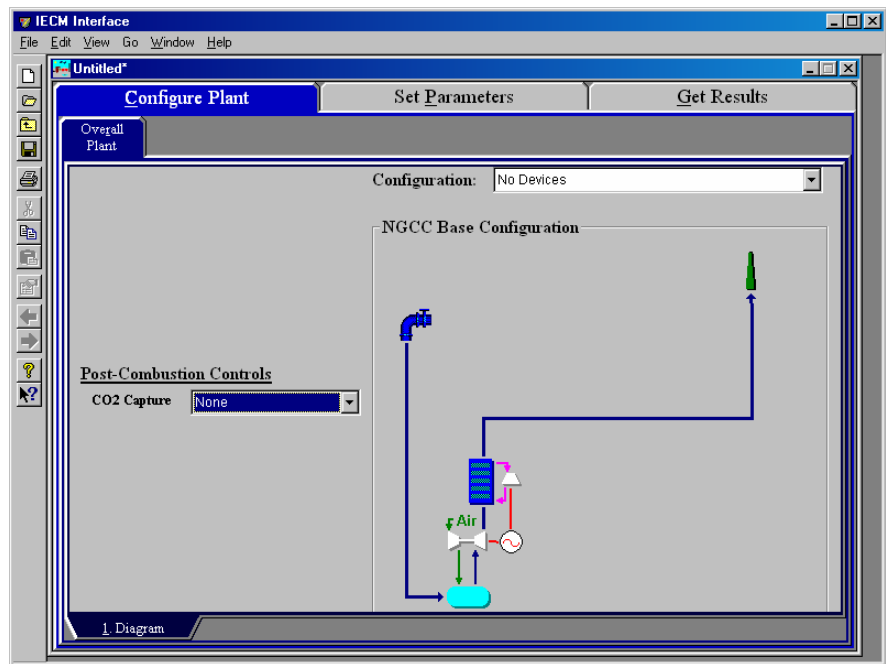 IECM Interface
File Edit View Go Window Help
Untitled*
Configure Plant Set Parameters Get Results
Overall
Plant
Configuration: No Devices
NGCC Base Configuration
Post-Combustion Controls
CO2 Capture None
Air
1. Diagram